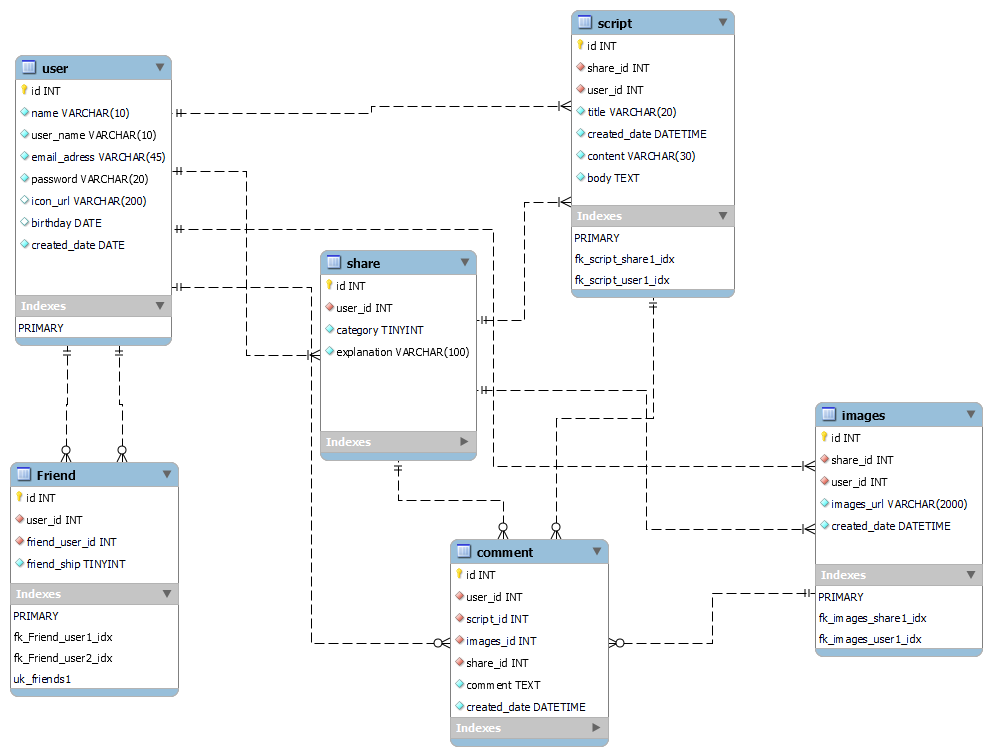 user
id INT
name VARCHAR(10)
user_name VARCHAR(10)
email_adress VARCHAR(45)
password VARCHAR(20)
icon_url VARCHAR(200)
birthday DATE
created_date DATE
Indexes
PRIMARY
script
id INT
share_id INT
user_id INT
title VARCHAR(20)
created_date DATETIME
content VARCHAR(30)
body TEXT
Indexes
PRIMARY
fk_script_share1_idx
fk_script_user1_idx
share
id INT
user_id INT
category TINYINT
explanation VARCHAR(100)
Indexes
images
id INT
share_id INT
user_id INT
images_url VARCHAR(2000)
created_date DATETIME
Indexes
PRIMARY
fk_images_share1_idx
fk_images_user1_idx
Friend
id INT
user_id INT
friend_user_id INT
friend_ship TINYINT
Indexes
PRIMARY
fk_Friend_user1_idx
fk_Friend_user2_idx
uk_friends1
comment
id INT
user_id INT
script_id INT
images_id INT
share_id INT
comment TEXT
created_date DATETIME
Indexes